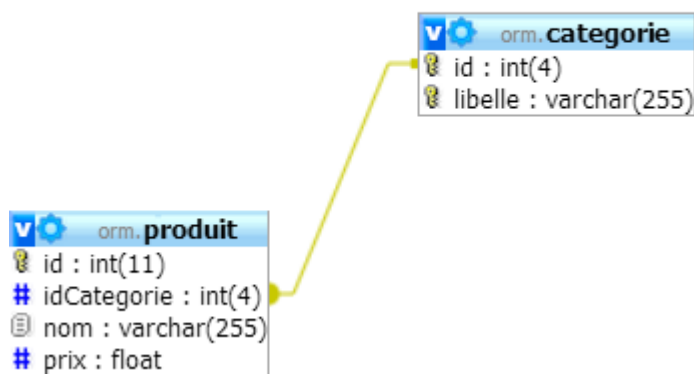 v orm.categorie
id : int(4)
libelle : varchar(255)
v orm.produit
id : int(11)
# idCategorie : int(4)
nom : varchar(255)
# prix : float